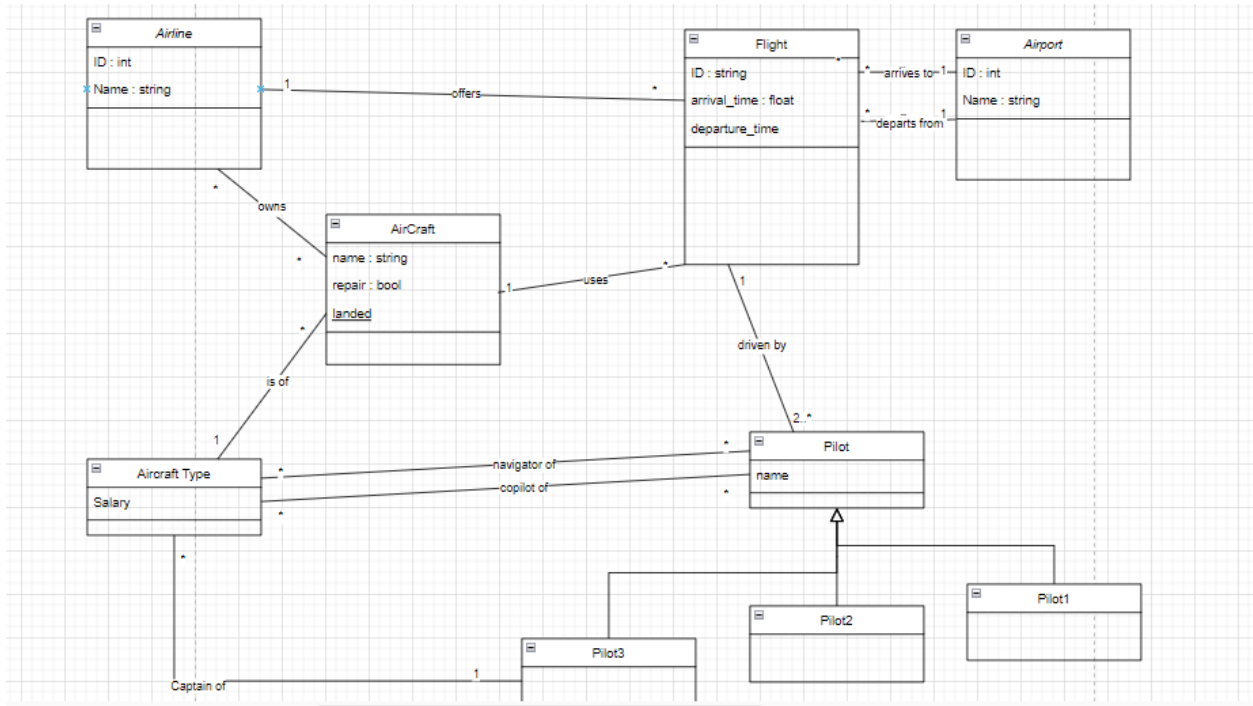 Airline
ID : int
Name : string
1
offers
*
Flight
*
ID : string
arrival_time : float
departure_time
*
arrives to
1
*
departs from
1
Airport
ID : int
Name : string
*
owns
*
AirCraft
name : string
repair : bool
landed
1
uses
*
*
is of
1
1
driven by
2..*
Aircraft Type
Salary
*
navigator of
*
*
copilot of
*
Pilot
name
*
Captain of
1
Pilot3
Pilot2
Pilot1